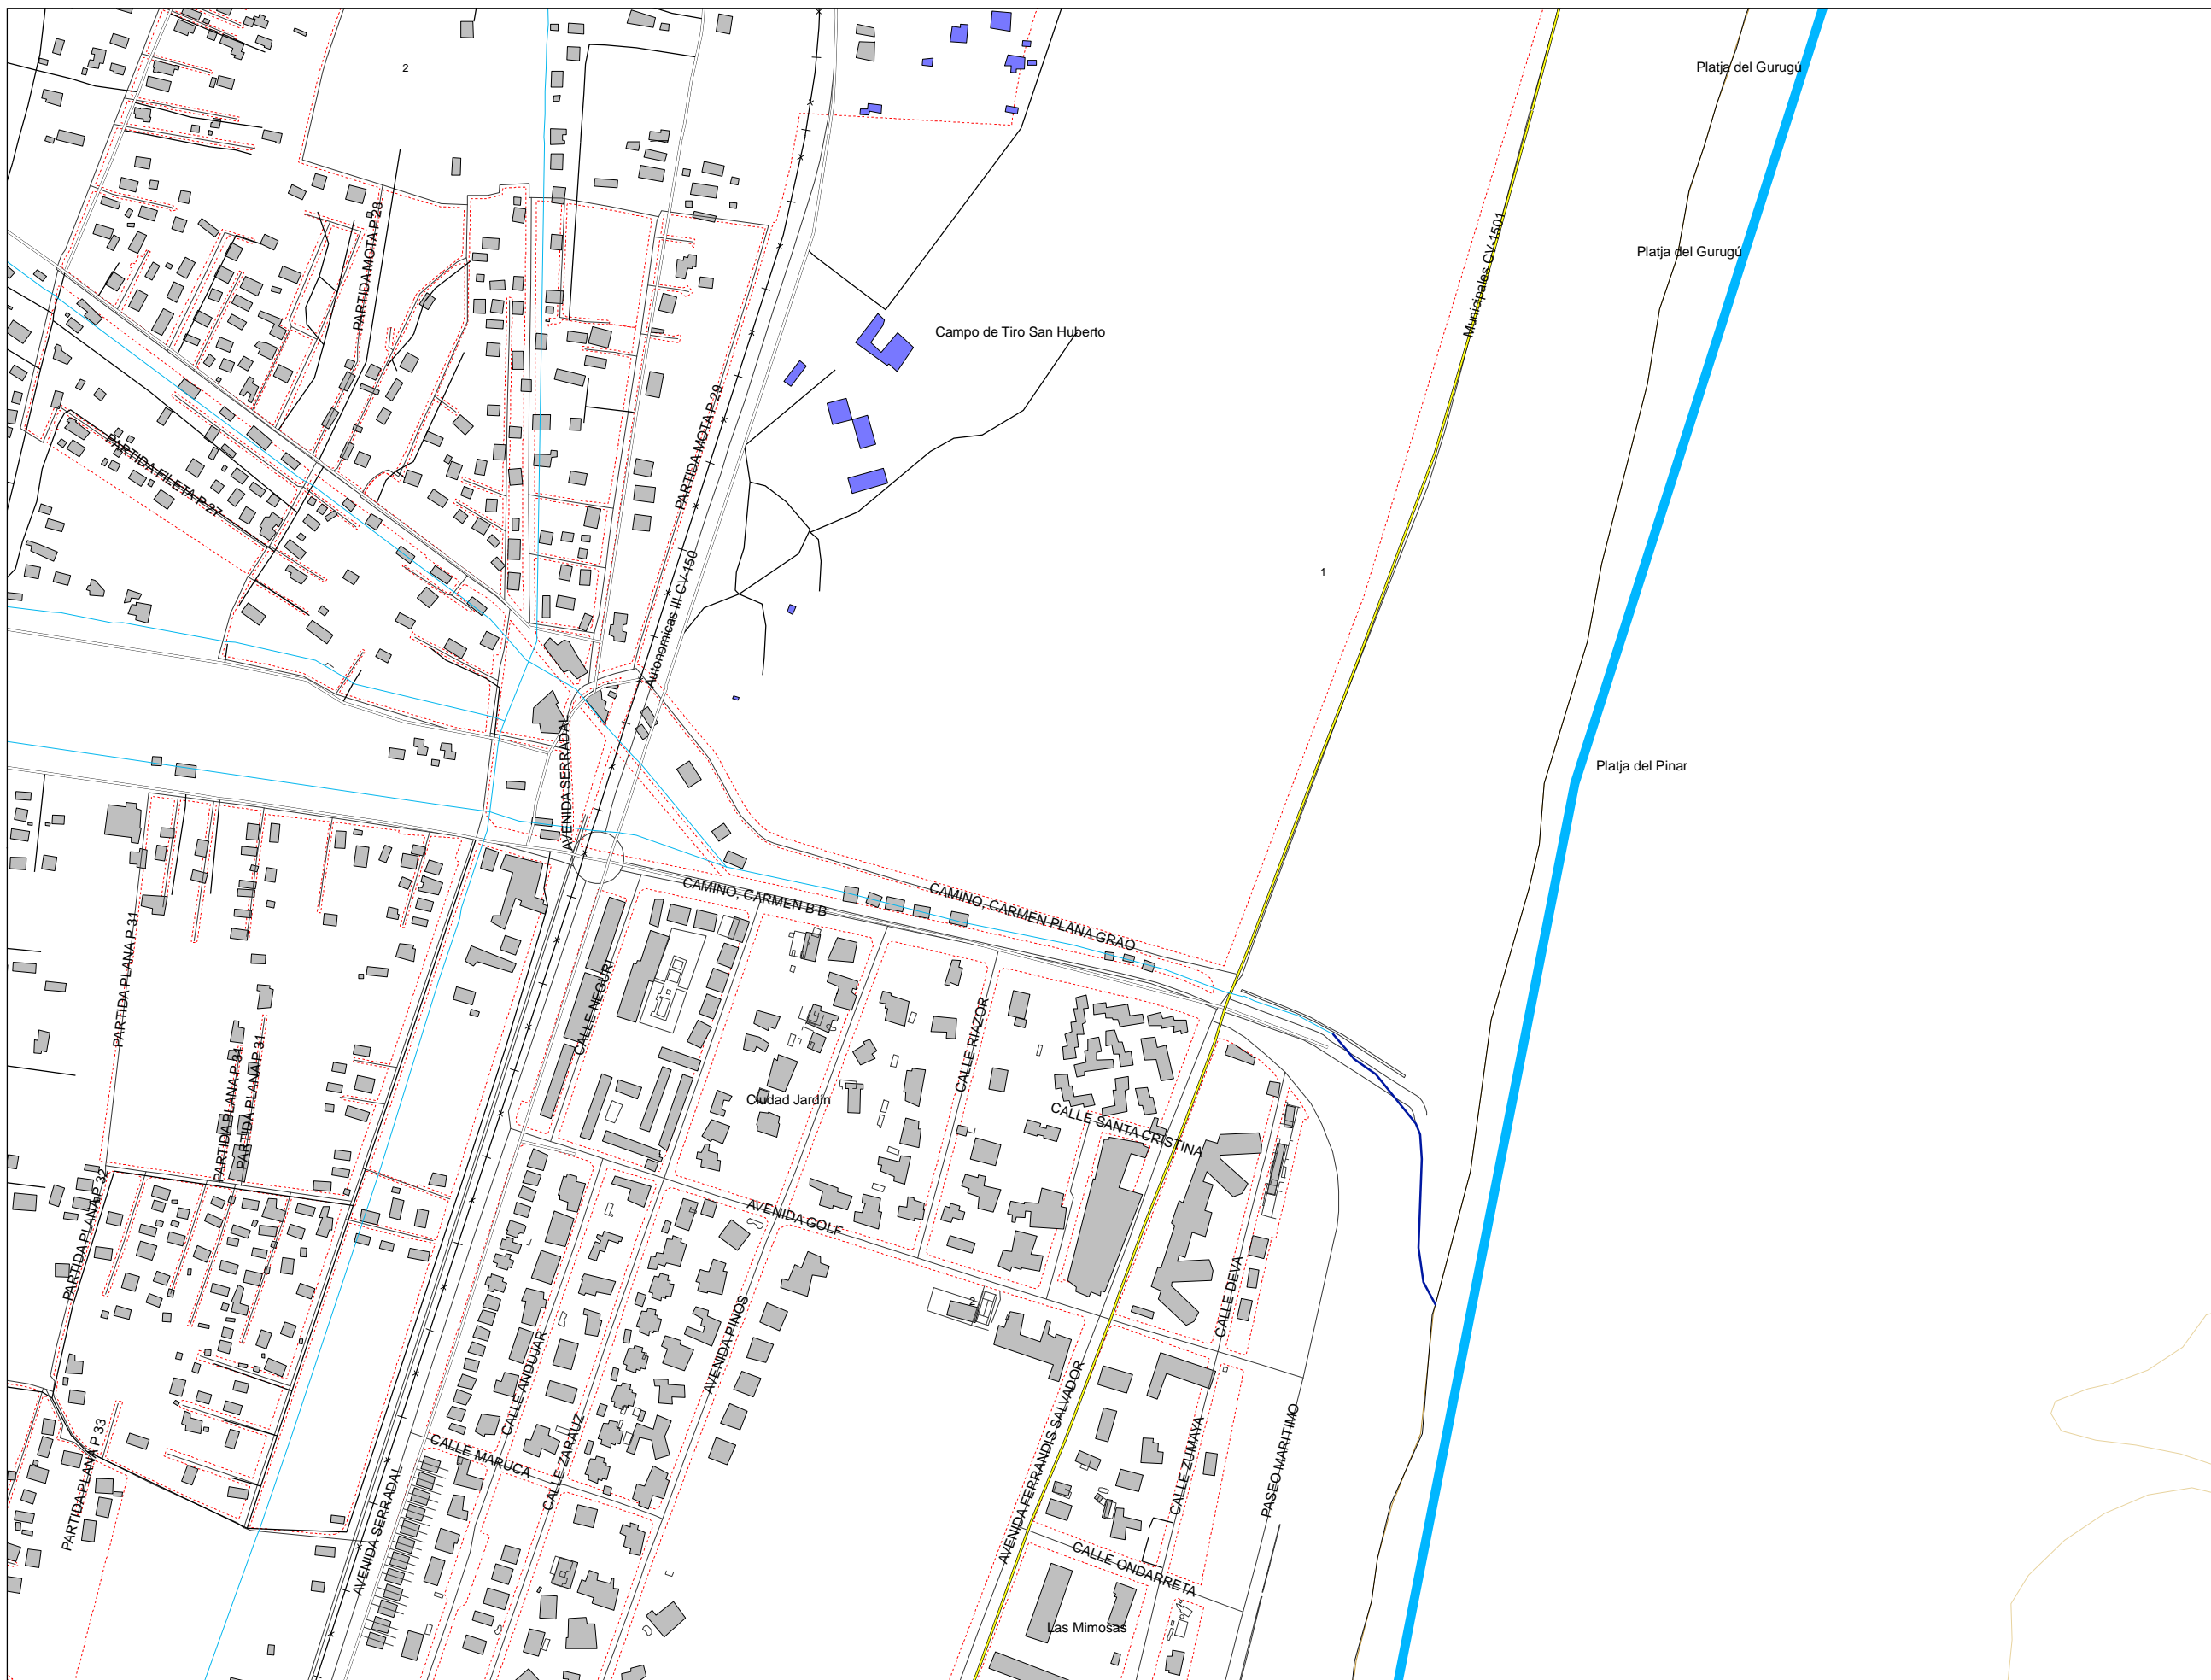 Platja del Gurugú
2
PARTIDA MOTA P 28
Municipales CV-1501
Platja del Gurugú
Campo de Tiro San Huberto
PARTIDA MOTA P 29
PARTIDA FILETA P 27
1
Autonomicas III CV-150
AVENIDA SERRADAL
Platja del Pinar
CAMINO, CARMEN B B
CAMINO, CARMEN PLANA GRAO
PARTIDA PLANA P 31
CALLE NEGURI
CALLE RIAZOR
PARTIDA PLANA P 31
PARTIDA PLANA P 31
Ciudad Jardín
CALLE SANTA CRISTINA
PARTIDA PLANA P 32
AVENIDA GOLF
CALLE DEVA
2
CALLE ANDUJAR
AVENIDA PINOS
AVENIDA FERRANDIS SALVADOR
PARTIDA PLANA P 33
CALLE MARUCA
CALLE ZARAUZ
CALLE ZUMAYA
PASEO MARITIMO
AVENIDA SERRADAL
CALLE ONDARRETA
Las Mimosas